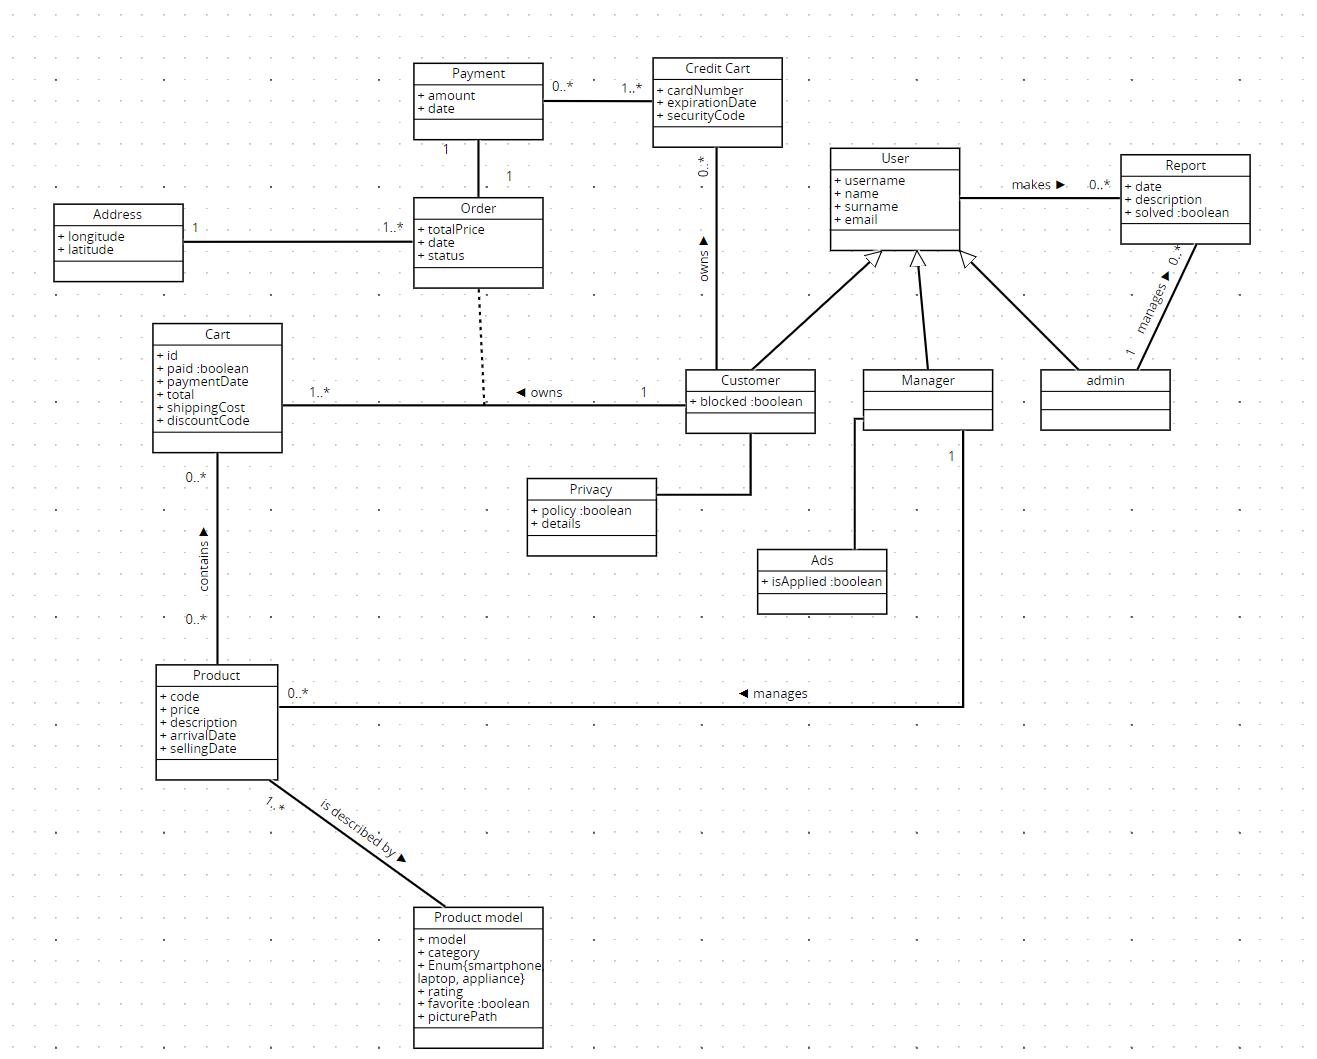 Payment
+ amount
+ date
0..*
1..*
Credit Cart
+ cardNumber
+ expirationDate
+ securityCode
1
1
0..*
User
+ username
+ name
+ surname
+ email
makes ►
0..*
Report
+ date
+ description
+ solved :boolean
Address
+ longitude
+ latitude
1
1..*
Order
+ totalPrice
+ date
+ status
owns ►
0..*
manages ►
1
Cart
+ id
+ paid :boolean
+ paymentDate
+ total
+ shippingCost
+ discountCode
1..*
◄ owns
1
Customer
+ blocked :boolean
Manager
admin
0..*
1
Privacy
+ policy :boolean
+ details
contains ►
Ads
+ isApplied :boolean
0..*
Product
+ code
+ price
+ description
+ arrivalDate
+ sellingDate
0..*
◄ manages
1..*
is described by ►
Product model
+ model
+ category
+ Enum{smartphone
laptop, appliance}
+ rating
+ favorite :boolean
+ picturePath